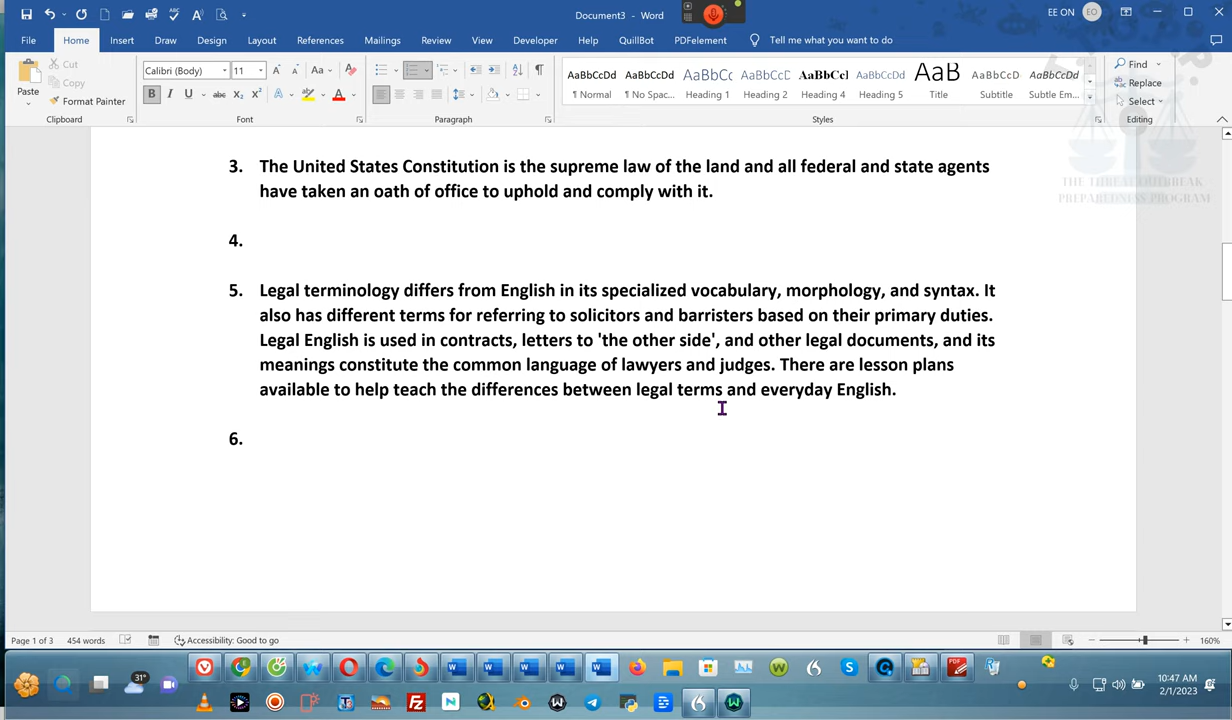 Document3 - Word
EE ON
EO
File Home Insert Draw Design Layout References Mailings Review View Developer Help QuillBot PDFelement Tell me what you want to do
Paste
Cut
Copy
Format Painter
Clipboard
Calibri (Body) 11
Font
Paragraph
AaBbCcDd AaBbCcDd AaBbCc AaBbCcD AaBbCcI AaBbCcDd AaB AaBbCcD AaBbCcDd
¶ Normal ¶ No Spac... Heading 1 Heading 2 Heading 4 Heading 5 Title Subtitle Subtle Em...
Styles
Find
Replace
Select
Editing
THE THREAT OUTBREAK
PREPAREDNESS PROGRAM
3. The United States Constitution is the supreme law of the land and all federal and state agents
have taken an oath of office to uphold and comply with it.
4.
5. Legal terminology differs from English in its specialized vocabulary, morphology, and syntax. It
also has different terms for referring to solicitors and barristers based on their primary duties.
Legal English is used in contracts, letters to 'the other side', and other legal documents, and its
meanings constitute the common language of lawyers and judges. There are lesson plans
available to help teach the differences between legal terms and everyday English.
6.
Page 1 of 3 454 words Accessibility: Good to go 160%
31°
10:47 AM
2/1/2023